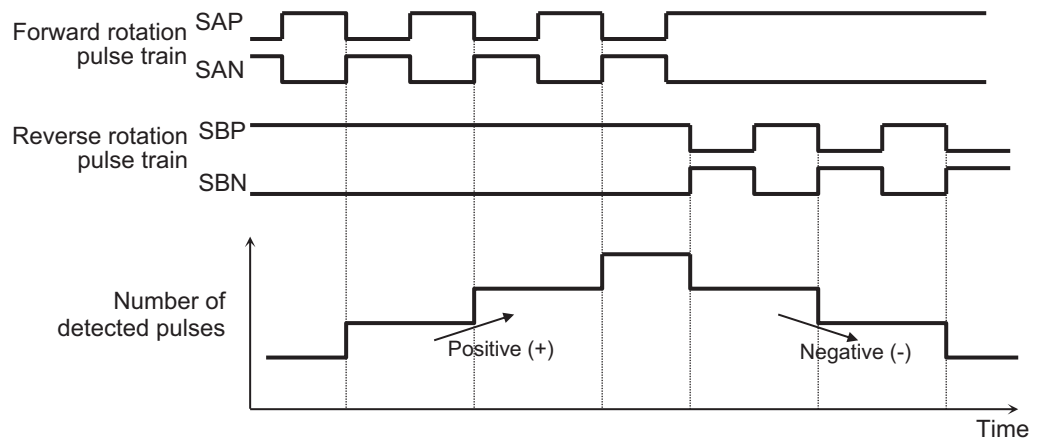 Forward rotation
pulse train
SAP
SAN
Reverse rotation
pulse train
SBP
SBN
Number of
detected pulses
Positive (+)
Negative (-)
Time